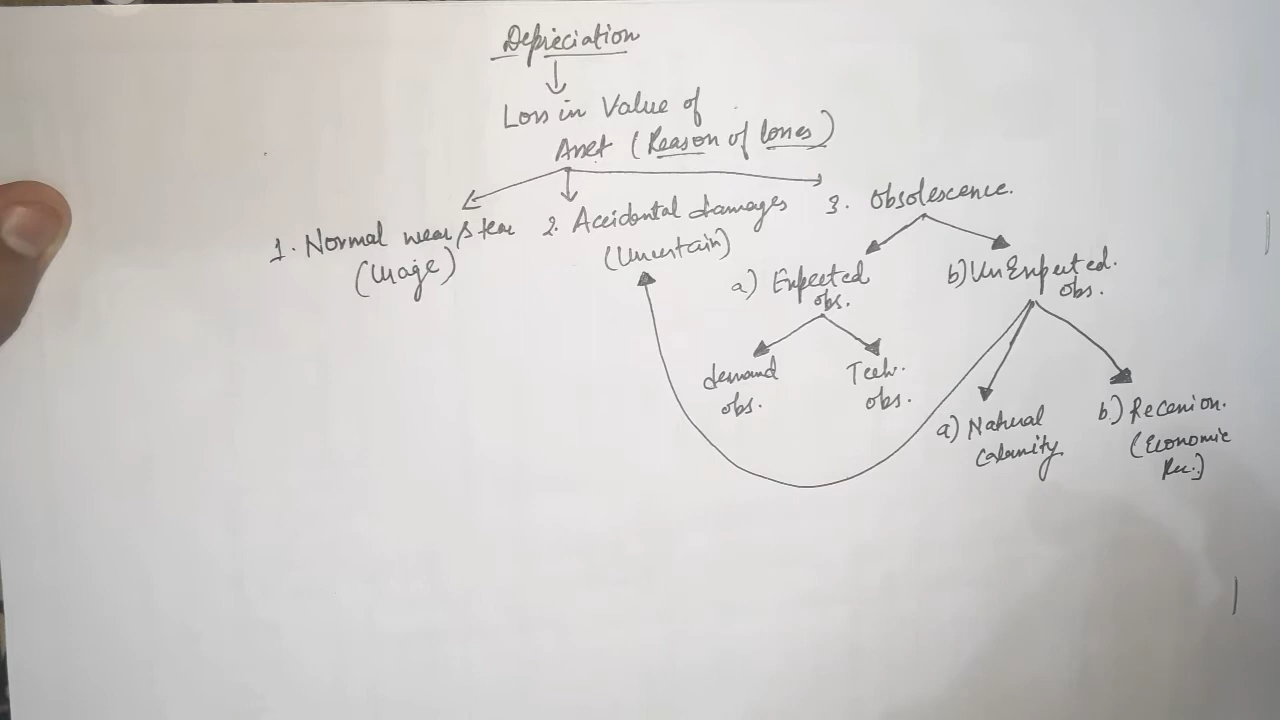 Depreciation
Loss in Value of
Asset (Reason of losses)
1. Normal wear & tear
(Usage)
2. Accidental damages
(Uncertain)
3. Obsolescence.
a) Expected
obs.
b) UnExpected.
obs.
demand
obs.
Tech.
obs.
a) Natural
Calamity
b.) Recession.
(Economic
Rec.)